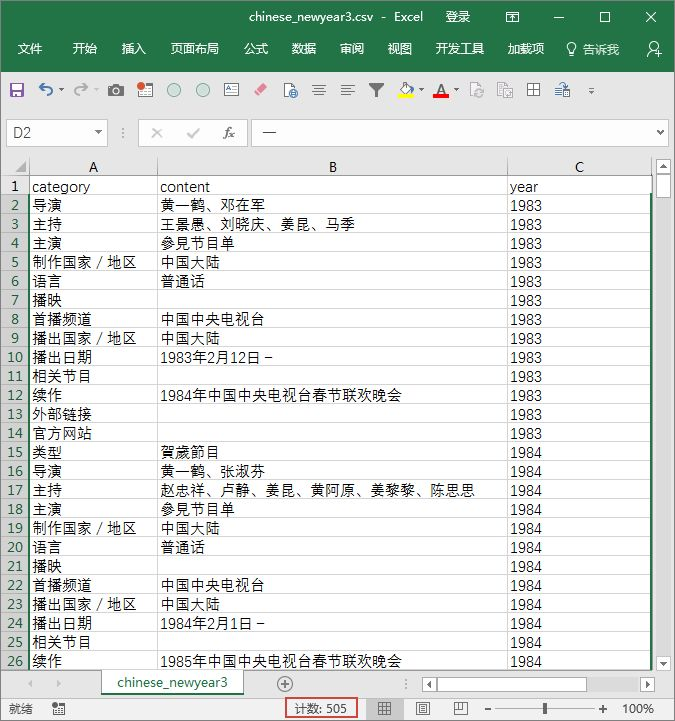 chinese_newyear3.csv - Excel 登录
文件 开始 插入 页面布局 公式 数据 审阅 视图 开发工具 加载项 告诉我
D2 fx —
A B C
1 category content year
2 导演 黄一鹤、邓在军 1983
3 主持 王景愚、刘晓庆、姜昆、马季 1983
4 主演 參見节目单 1983
5 制作国家／地区 中国大陆 1983
6 语言 普通话 1983
7 播映 1983
8 首播频道 中国中央电视台 1983
9 播出国家／地区 中国大陆 1983
10 播出日期 1983年2月12日－ 1983
11 相关节目 1983
12 续作 1984年中国中央电视台春节联欢晚会 1983
13 外部链接 1983
14 官方网站 1983
15 类型 賀歲節目 1984
16 导演 黄一鹤、张淑芬 1984
17 主持 赵忠祥、卢静、姜昆、黄阿原、姜黎黎、陈思思 1984
18 主演 參見节目单 1984
19 制作国家／地区 中国大陆 1984
20 语言 普通话 1984
21 播映 1984
22 首播频道 中国中央电视台 1984
23 播出国家／地区 中国大陆 1984
24 播出日期 1984年2月1日－ 1984
25 相关节目 1984
26 续作 1985年中国中央电视台春节联欢晚会 1984
chinese_newyear3
就绪 计数: 505 100%